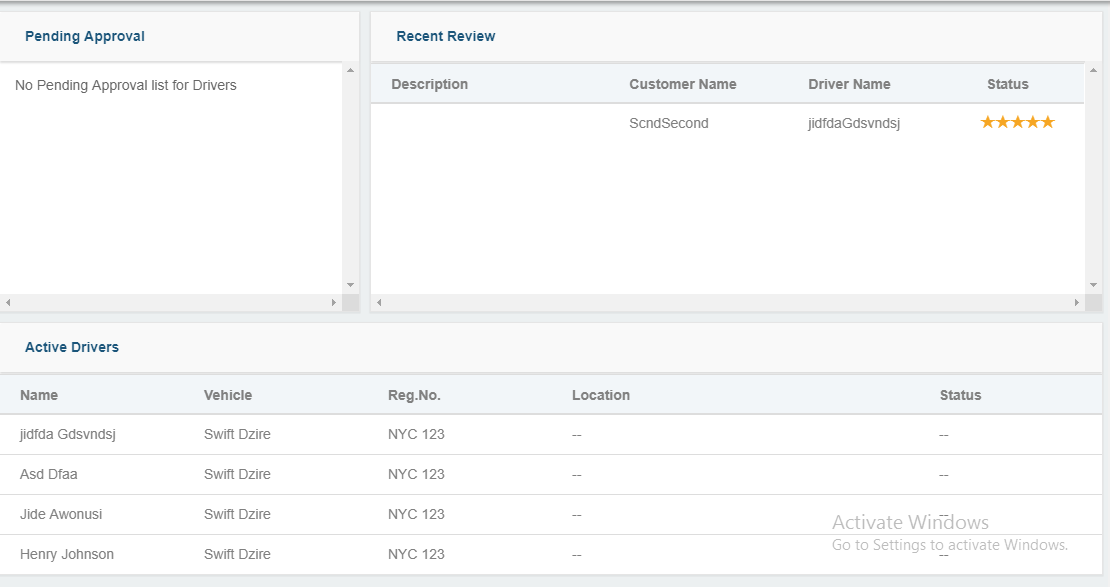 Pending Approval
No Pending Approval list for Drivers
Recent Review
Description Customer Name Driver Name Status
ScndSecond jidfdaGdsvndsj ★★★★★
Active Drivers
Name Vehicle Reg.No. Location Status
jidfda Gdsvndsj Swift Dzire NYC 123 -- --
Asd Dfaa Swift Dzire NYC 123 -- --
Jide Awonusi Swift Dzire NYC 123 -- --
Henry Johnson Swift Dzire NYC 123 -- --
Activate Windows
Go to Settings to activate Windows.